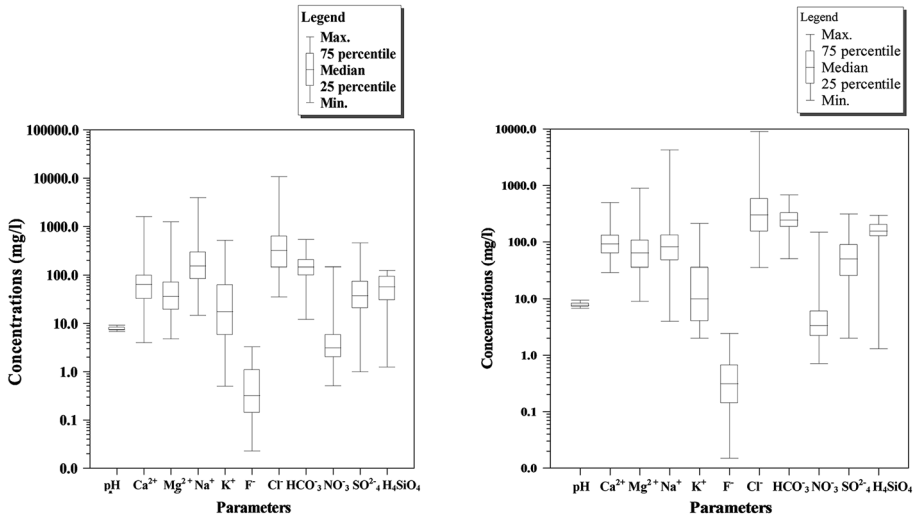 Legend
Max.
75 percentile
Median
25 percentile
Min.
100000.0
10000.0
1000.0
100.0
10.0
1.0
0.1
0.0
Concentrations (mg/l)
pH Ca²⁺ Mg²⁺ Na⁺ K⁺ F⁻ Cl⁻ HCO⁻₃ NO⁻₃ SO²⁻₄ H₄SiO₄
Parameters
Legend
Max.
75 percentile
Median
25 percentile
Min.
10000.0
1000.0
100.0
10.0
1.0
0.1
0.0
Concentrations (mg/l)
pH Ca²⁺ Mg²⁺ Na⁺ K⁺ F⁻ Cl⁻ HCO⁻₃ NO⁻₃ SO²⁻₄ H₄SiO₄
Parameters